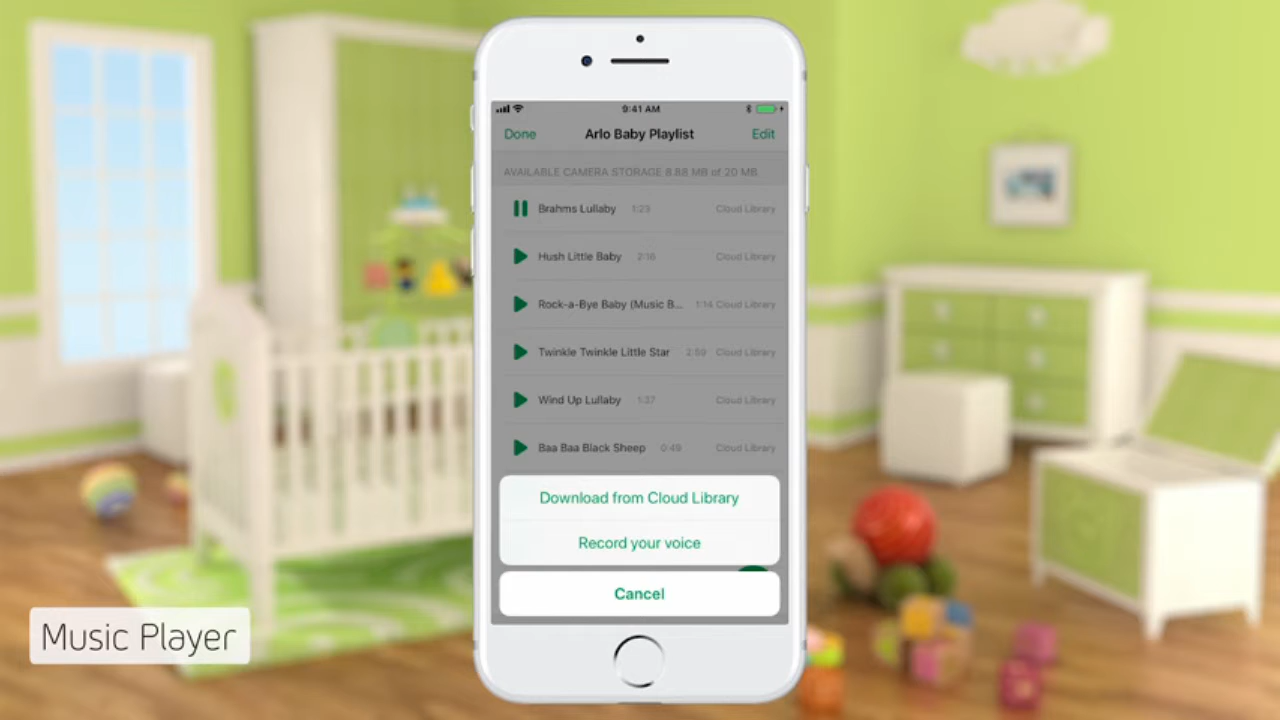 9:41 AM
Done Arlo Baby Playlist Edit
AVAILABLE CAMERA STORAGE 8.88 MB of 20 MB
Brahms Lullaby 1:23 Cloud Library
Hush Little Baby 2:16 Cloud Library
Rock-a-Bye Baby (Music B... 1:14 Cloud Library
Twinkle Twinkle Little Star 2:59 Cloud Library
Wind Up Lullaby 1:37 Cloud Library
Baa Baa Black Sheep 0:49 Cloud Library
Download from Cloud Library
Record your voice
Cancel
Music Player